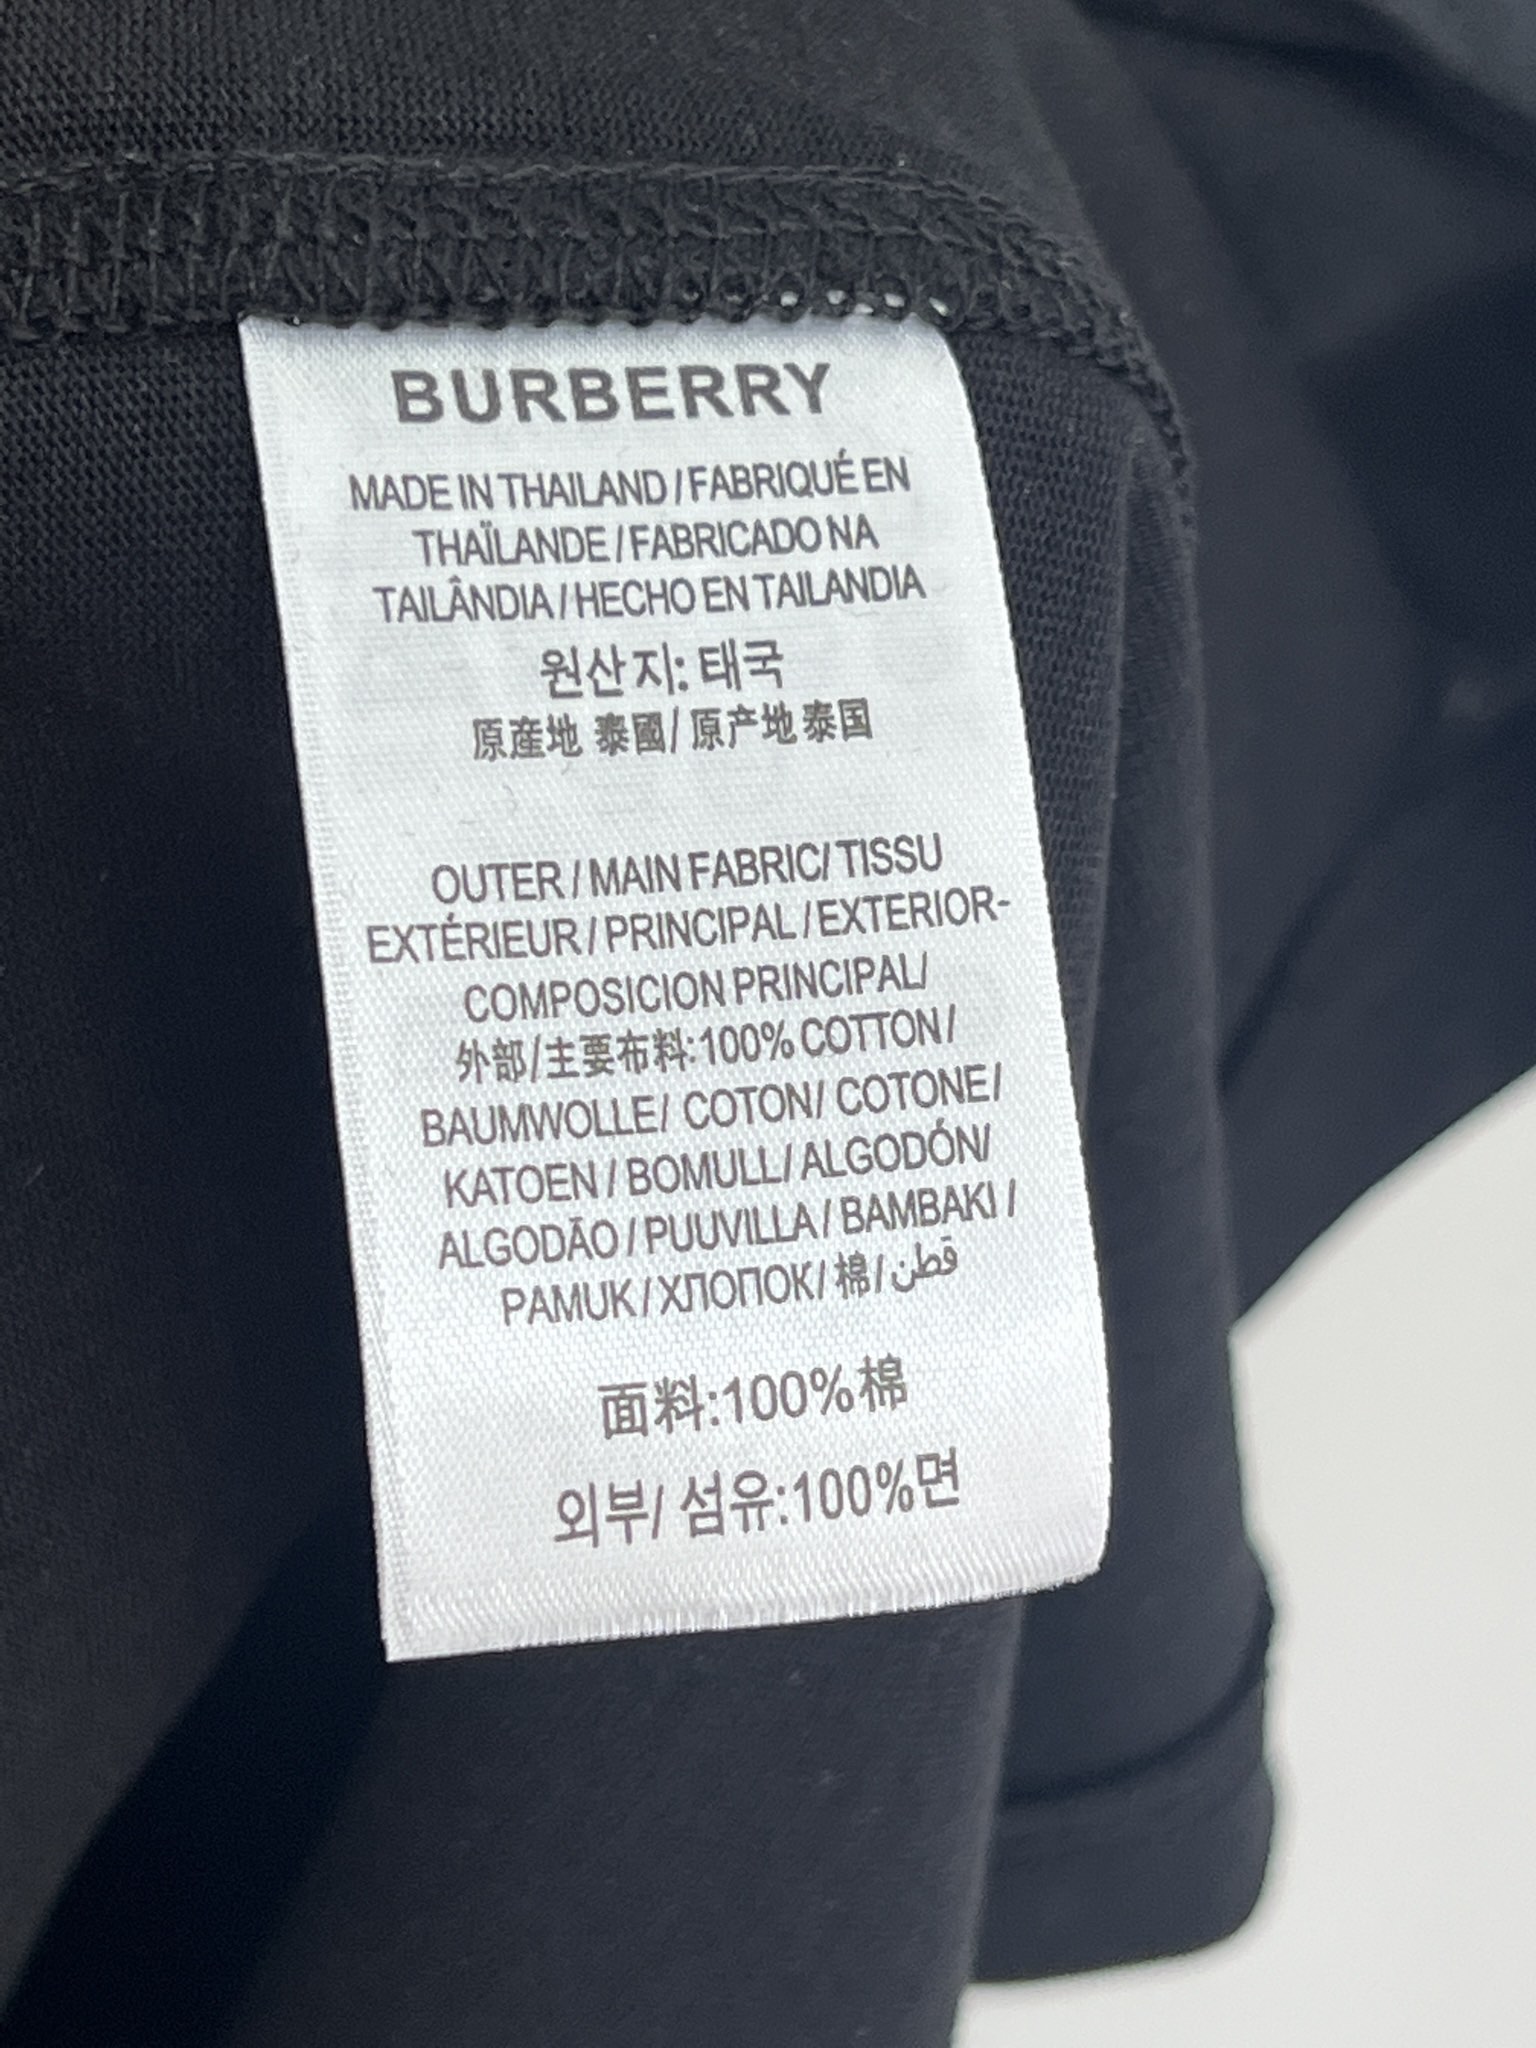 BURBERRY
MADE IN THAILAND / FABRIQUÉ EN
THAÏLANDE / FABRICADO NA
TAILÂNDIA / HECHO EN TAILANDIA
원산지: 태국
原産地 泰國/ 原产地 泰国
OUTER / MAIN FABRIC/ TISSU
EXTÉRIEUR / PRINCIPAL / EXTERIOR-
COMPOSICION PRINCIPAL/
外部/主要布料:100% COTTON /
BAUMWOLLE/ COTON/ COTONE/
KATOEN / BOMULL/ ALGODÓN/
ALGODÃO / PUUVILLA / BAMBAKI /
PAMUK / ХЛОПОК/ 棉 / قطن
面料:100%棉
외부/ 섬유:100%면